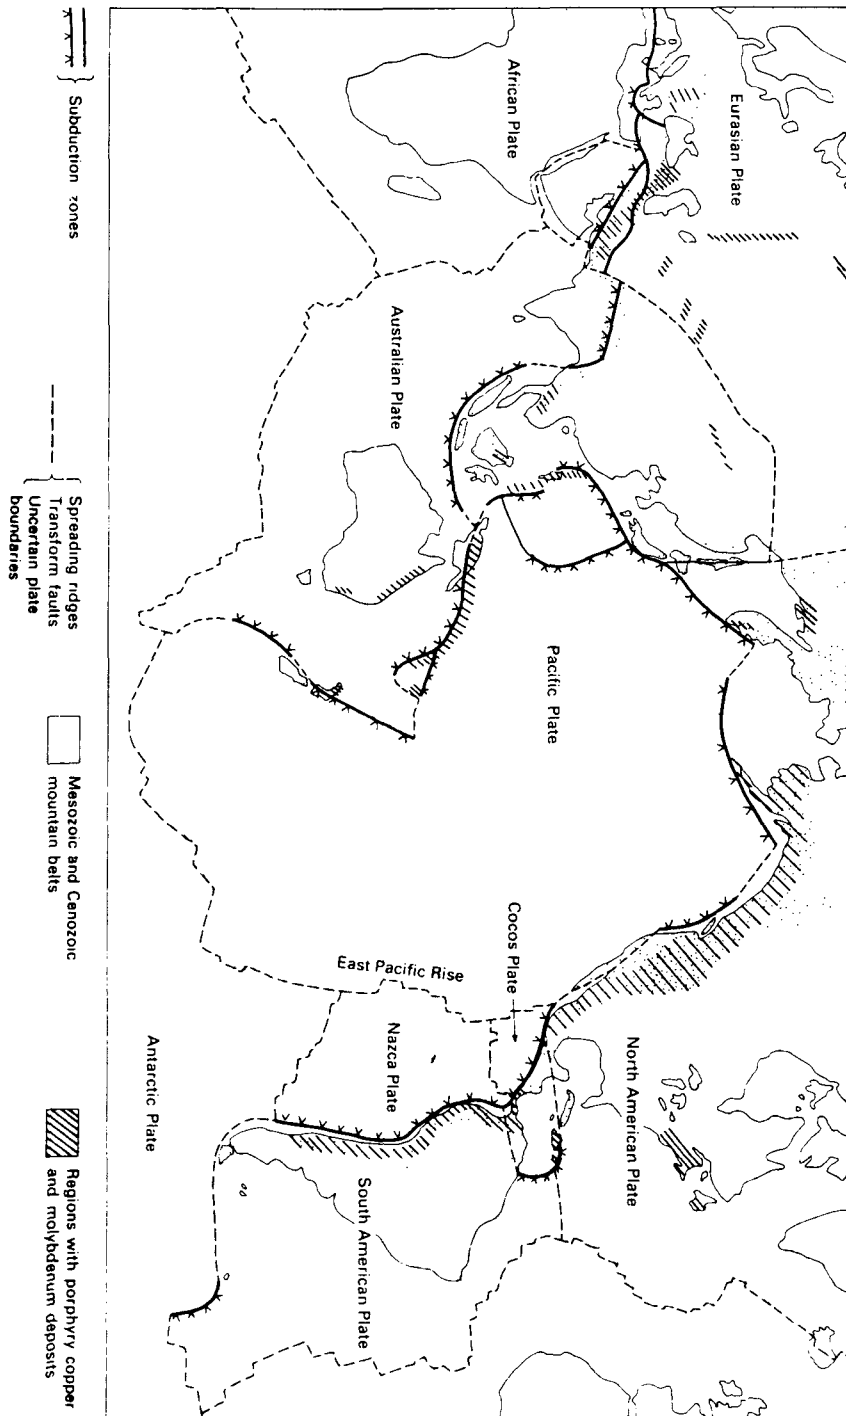 Eurasian Plate
African Plate
Australian Plate
Pacific Plate
North American Plate
Cocos Plate
East Pacific Rise
Nazca Plate
South American Plate
Antarctic Plate
Subduction zones
Spreading ridges
Transform faults
Uncertain plate
boundaries
Mesozoic and Cenozoic
mountain belts
Regions with porphyry copper
and molybdenum deposits